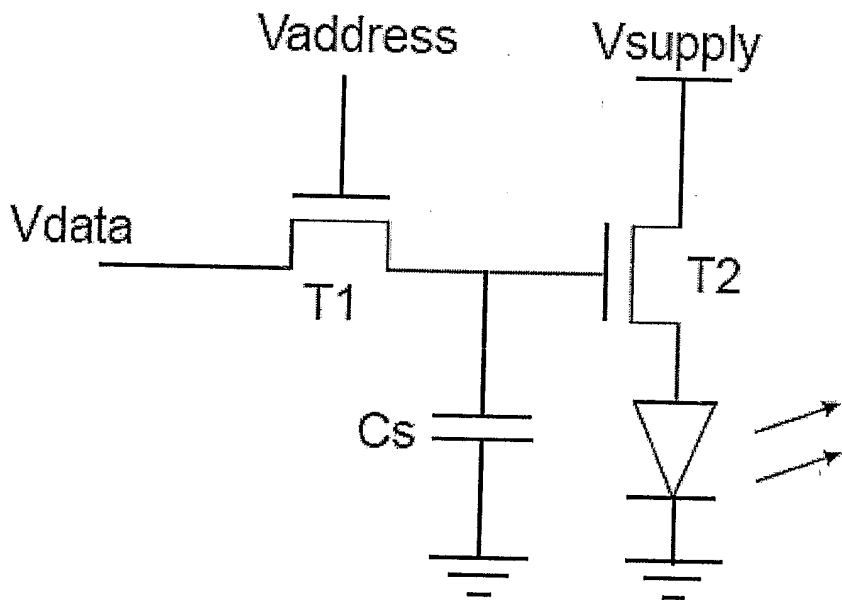 Vaddress
Vsupply
Vdata
T1
T2
Cs